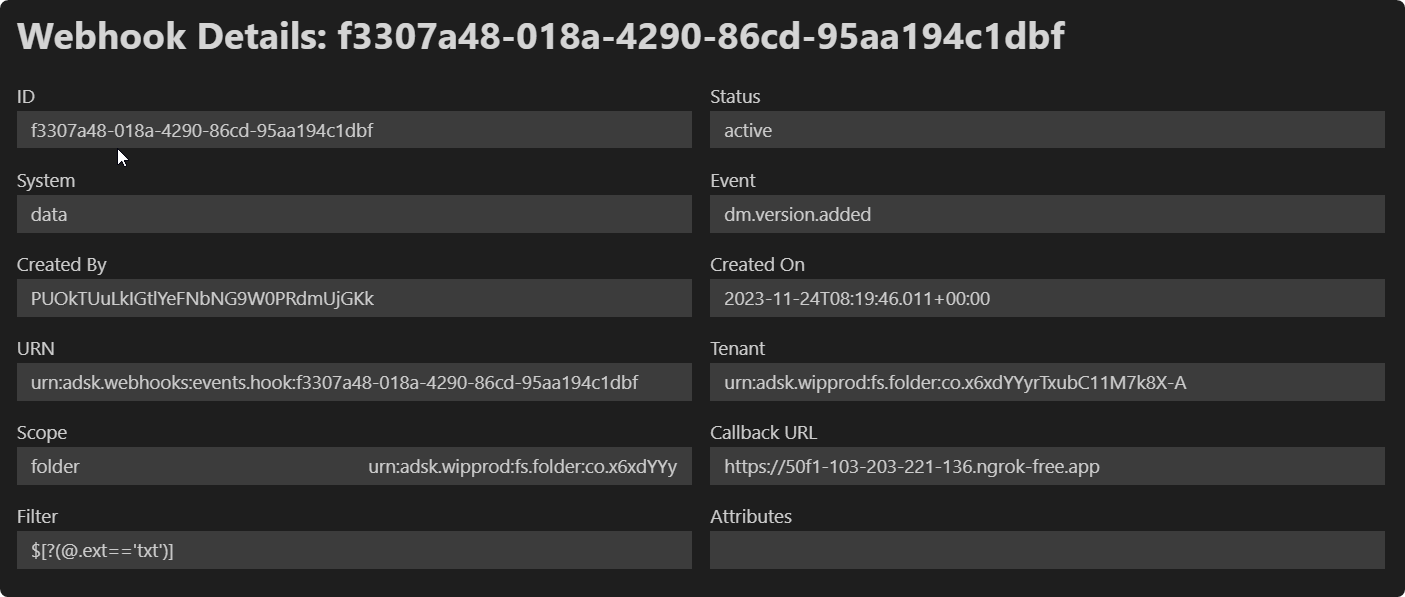 Webhook Details: f3307a48-018a-4290-86cd-95aa194c1dbf
ID
Status
f3307a48-018a-4290-86cd-95aa194c1dbf
active
System
Event
data
dm.version.added
Created By
Created On
PUOkTUuLkIGtlYeFNbNG9W0PRdmUjGKk
2023-11-24T08:19:46.011+00:00
URN
Tenant
urn:adsk.webhooks:events.hook:f3307a48-018a-4290-86cd-95aa194c1dbf
urn:adsk.wipprod:fs.folder:co.x6xdYYyrTxubC11M7k8X-A
Scope
Callback URL
folder urn:adsk.wipprod:fs.folder:co.x6xdYYy
https://50f1-103-203-221-136.ngrok-free.app
Filter
Attributes
$[?(@.ext=='txt')]